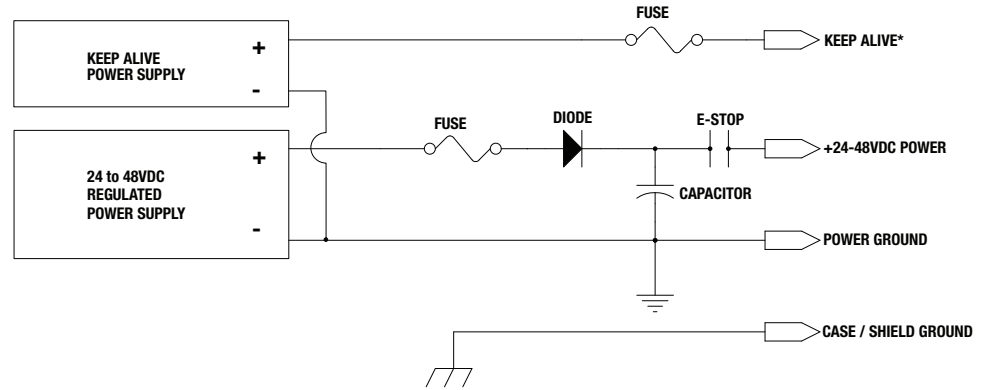 FUSE
KEEP ALIVE
POWER SUPPLY
+
-
KEEP ALIVE*
FUSE
DIODE
E-STOP
24 to 48VDC
REGULATED
POWER SUPPLY
+
-
+24-48VDC POWER
CAPACITOR
POWER GROUND
CASE / SHIELD GROUND